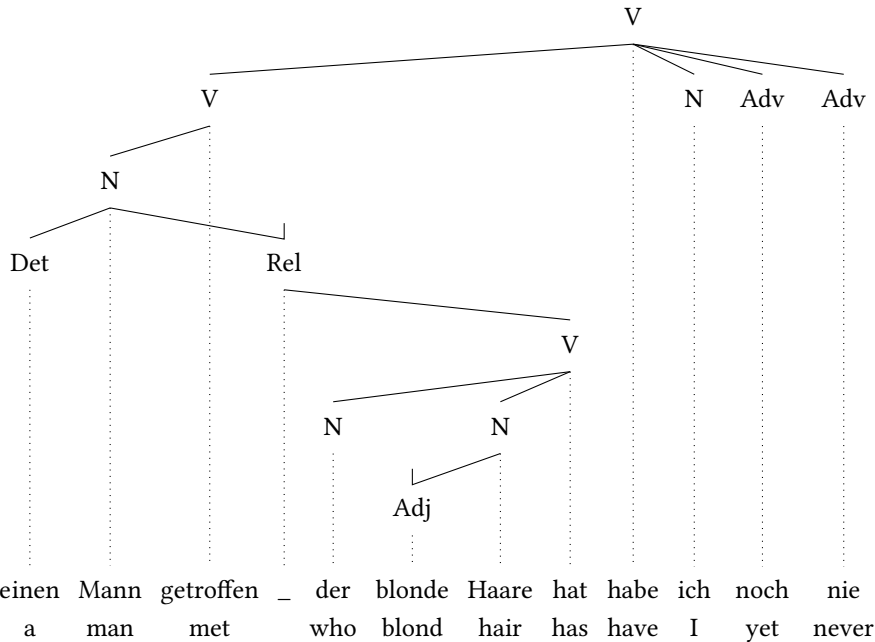 V
V N Adv Adv
N
Det Rel
V
N N
Adj
einen Mann getroffen _ der blonde Haare hat habe ich noch nie
a man met who blond hair has have I yet never